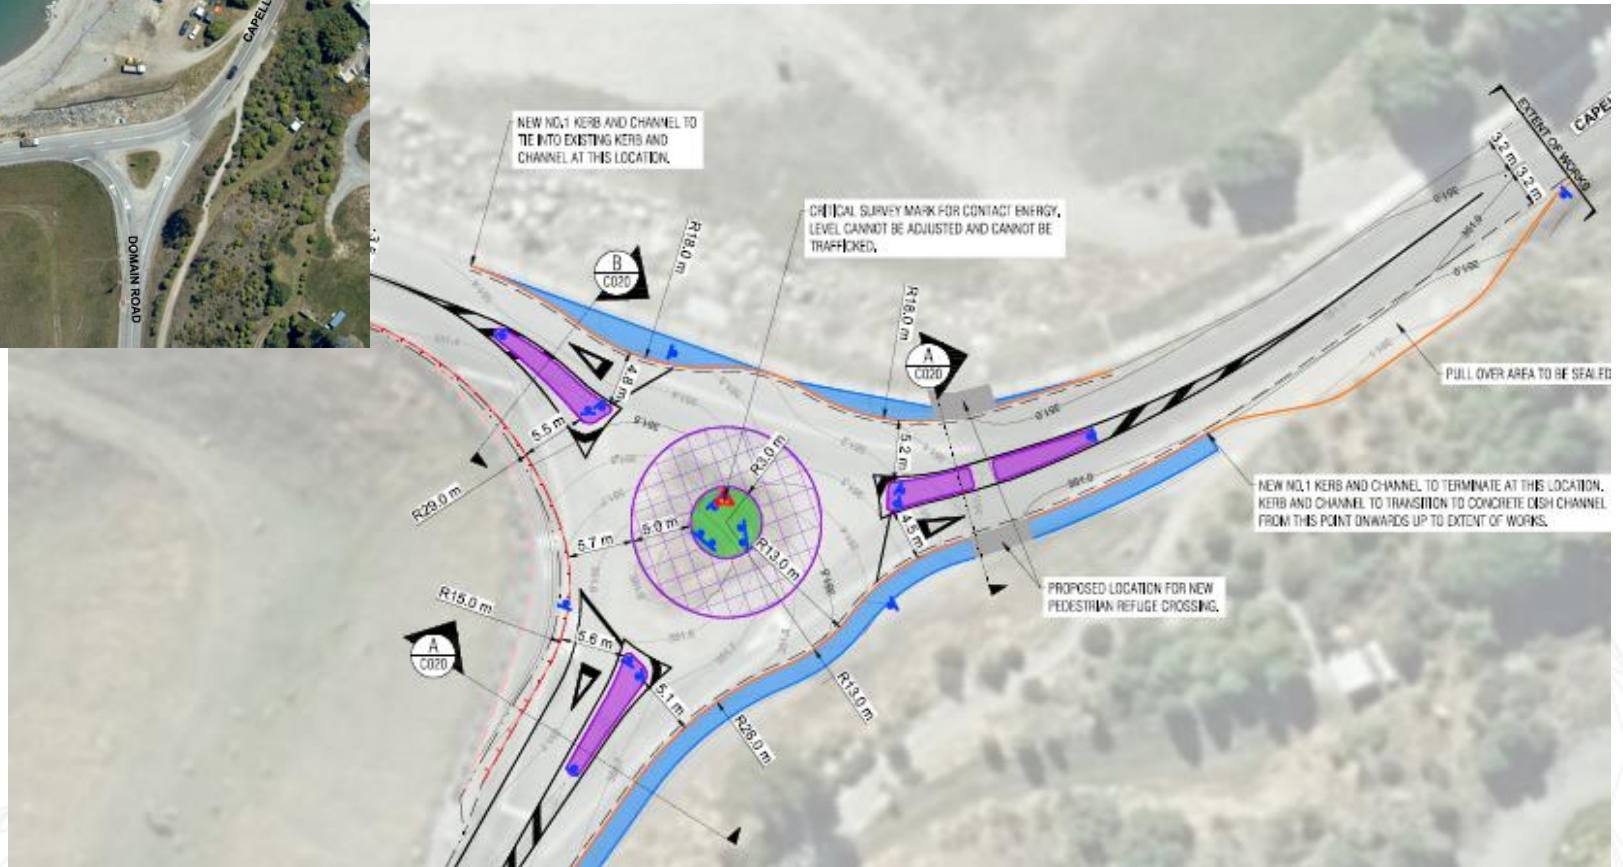 CAPELL
DOMAIN ROAD
NEW NO.1 KERB AND CHANNEL TO
TIE INTO EXISTING KERB AND
CHANNEL AT THIS LOCATION.
CRITICAL SURVEY MARK FOR CONTACT ENERGY.
LEVEL CANNOT BE ADJUSTED AND CANNOT BE
TRAFFICKED.
EXTENT OF WORKS
CAPEL
3.2 m
3.2 m
B
C020
R18.0 m
R18.0 m
A
C020
PULL OVER AREA TO BE SEALED
4.8 m
5.5 m
R29.0 m
5.2 m
4.5 m
R3.0 m
5.0 m
5.7 m
R13.0 m
NEW NO.1 KERB AND CHANNEL TO TERMINATE AT THIS LOCATION.
KERB AND CHANNEL TO TRANSITION TO CONCRETE DISH CHANNEL
FROM THIS POINT ONWARDS UP TO EXTENT OF WORKS.
PROPOSED LOCATION FOR NEW
PEDESTRIAN REFUGE CROSSING.
R15.0 m
5.6 m
A
C020
5.1 m
R13.0 m
R28.0 m